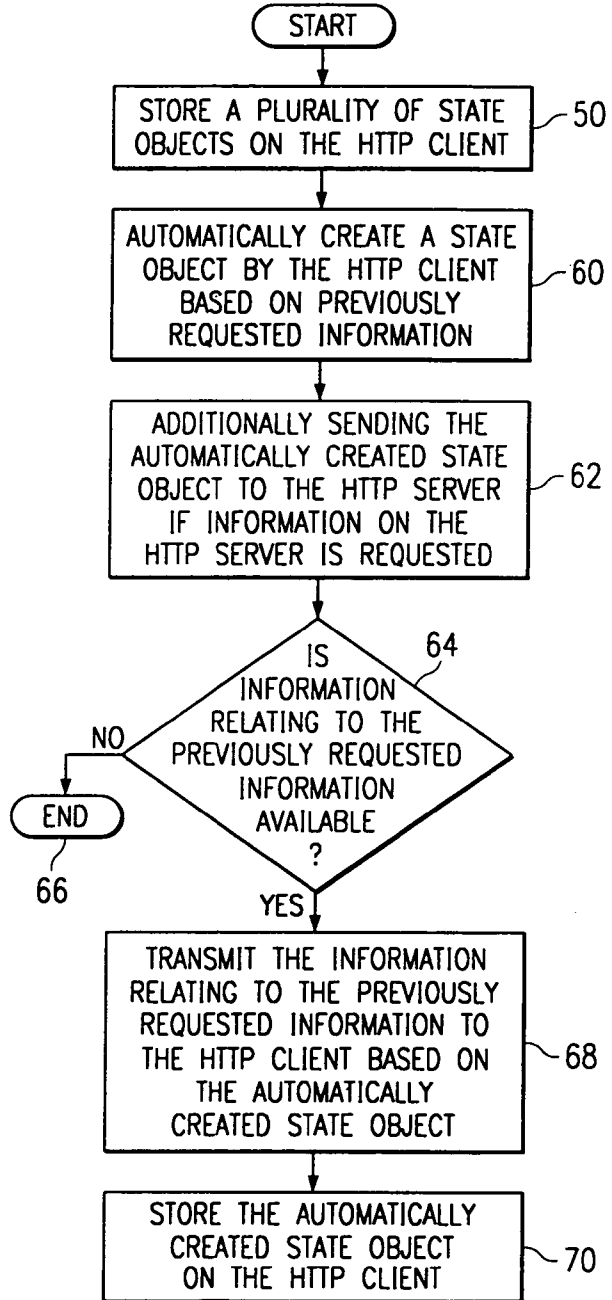 START
STORE A PLURALITY OF STATE
OBJECTS ON THE HTTP CLIENT
50
AUTOMATICALLY CREATE A STATE
OBJECT BY THE HTTP CLIENT
BASED ON PREVIOUSLY
REQUESTED INFORMATION
60
ADDITIONALLY SENDING THE
AUTOMATICALLY CREATED STATE
OBJECT TO THE HTTP SERVER
IF INFORMATION ON THE
HTTP SERVER IS REQUESTED
62
64
IS
INFORMATION
RELATING TO THE
PREVIOUSLY REQUESTED
INFORMATION
AVAILABLE
?
NO
END
66
YES
TRANSMIT THE INFORMATION
RELATING TO THE PREVIOUSLY
REQUESTED INFORMATION TO
THE HTTP CLIENT BASED ON
THE AUTOMATICALLY
CREATED STATE OBJECT
68
STORE THE AUTOMATICALLY
CREATED STATE OBJECT
ON THE HTTP CLIENT
70